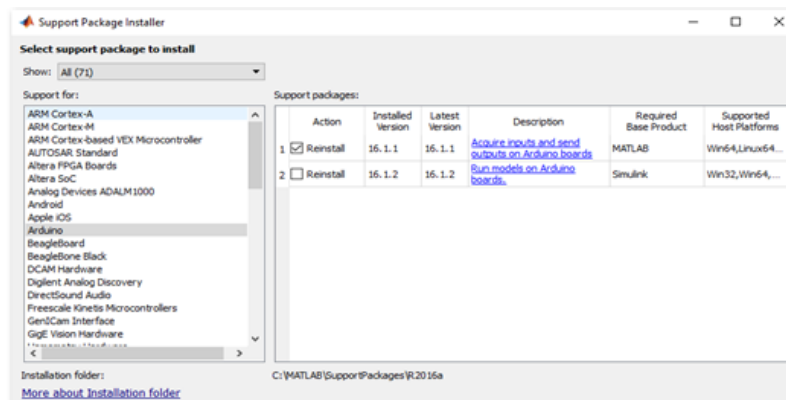 Support Package Installer
Select support package to install
Show: All (71)
Support for:
ARM Cortex-A
ARM Cortex-M
ARM Cortex-based VEX Microcontroller
AUTOSAR Standard
Altera FPGA Boards
Altera SoC
Analog Devices ADALM1000
Android
Apple iOS
Arduino
BeagleBoard
BeagleBone Black
DCAM Hardware
Digilent Analog Discovery
DirectSound Audio
Freescale Kinetis Microcontrollers
GenICam Interface
GigE Vision Hardware
Support packages:
Action Installed Version Latest Version Description Required Base Product Supported Host Platforms
1 Reinstall 16.1.1 16.1.1 Acquire inputs and send outputs on Arduino boards MATLAB Win64,Linux64...
2 Reinstall 16.1.2 16.1.2 Run models on Arduino boards. Simulink Win32,Win64,...
Installation folder: C:\MATLAB\SupportPackages\R2016a
More about Installation folder